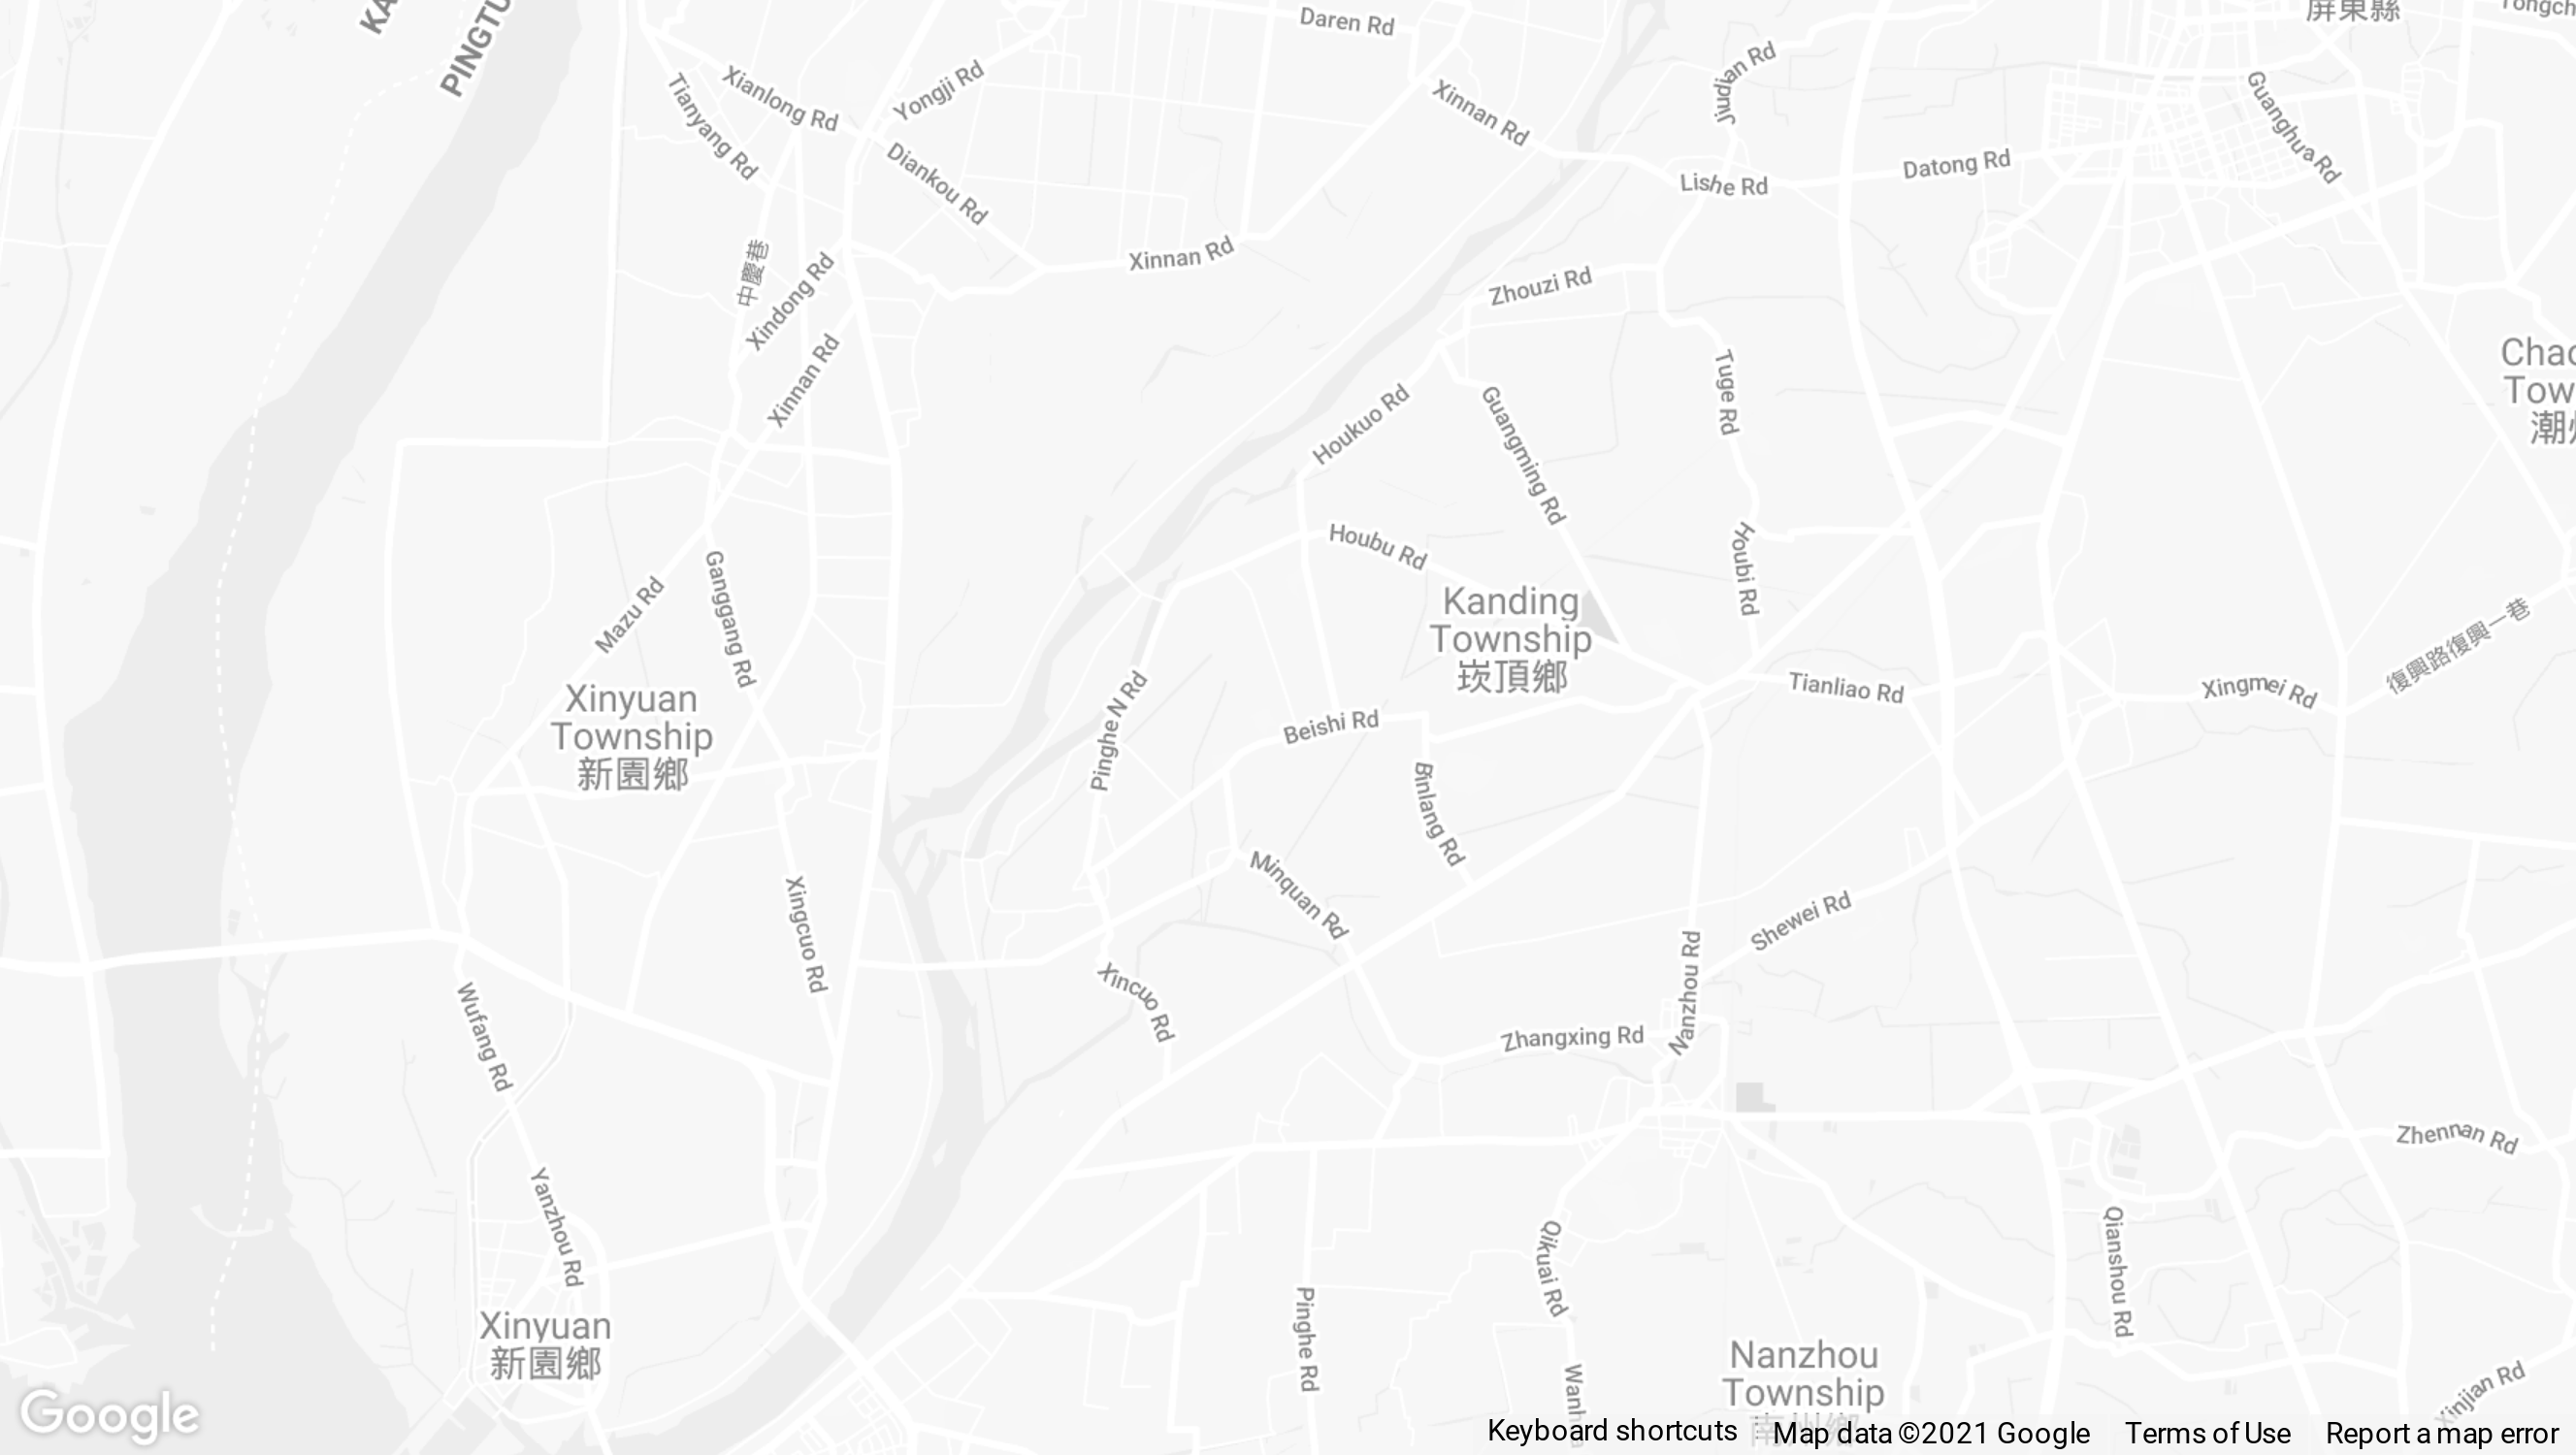 Daren Rd
屏東縣
Xianlong Rd
Tianyang Rd
Yongji Rd
Xinnan Rd
Guanghua Rd
Diankou Rd
Lishe Rd
Datong Rd
中慶巷
Xindong Rd
Xinnan Rd
Zhouzi Rd
Xinnan Rd
Houkuo Rd
Guangming Rd
Tuge Rd
Houbu Rd
Houbi Rd
Ganggang Rd
Mazu Rd
Kanding
Township
崁頂鄉
復興路復興一巷
Xinyuan
Township
新園鄉
Pinghe N Rd
Beishi Rd
Tianliao Rd
Xingmei Rd
Binlang Rd
Minquan Rd
Xingcuo Rd
Shewei Rd
Xincuo Rd
Nanzhou Rd
Wufang Rd
Zhangxing Rd
Zhennan Rd
Yanzhou Rd
Qikuai Rd
Qianshou Rd
Pinghe Rd
Xinyuan
新園鄉
Nanzhou
Township
南州鄉
Xinjian Rd
Google
Keyboard shortcuts
Map data ©2021 Google
Terms of Use
Report a map error